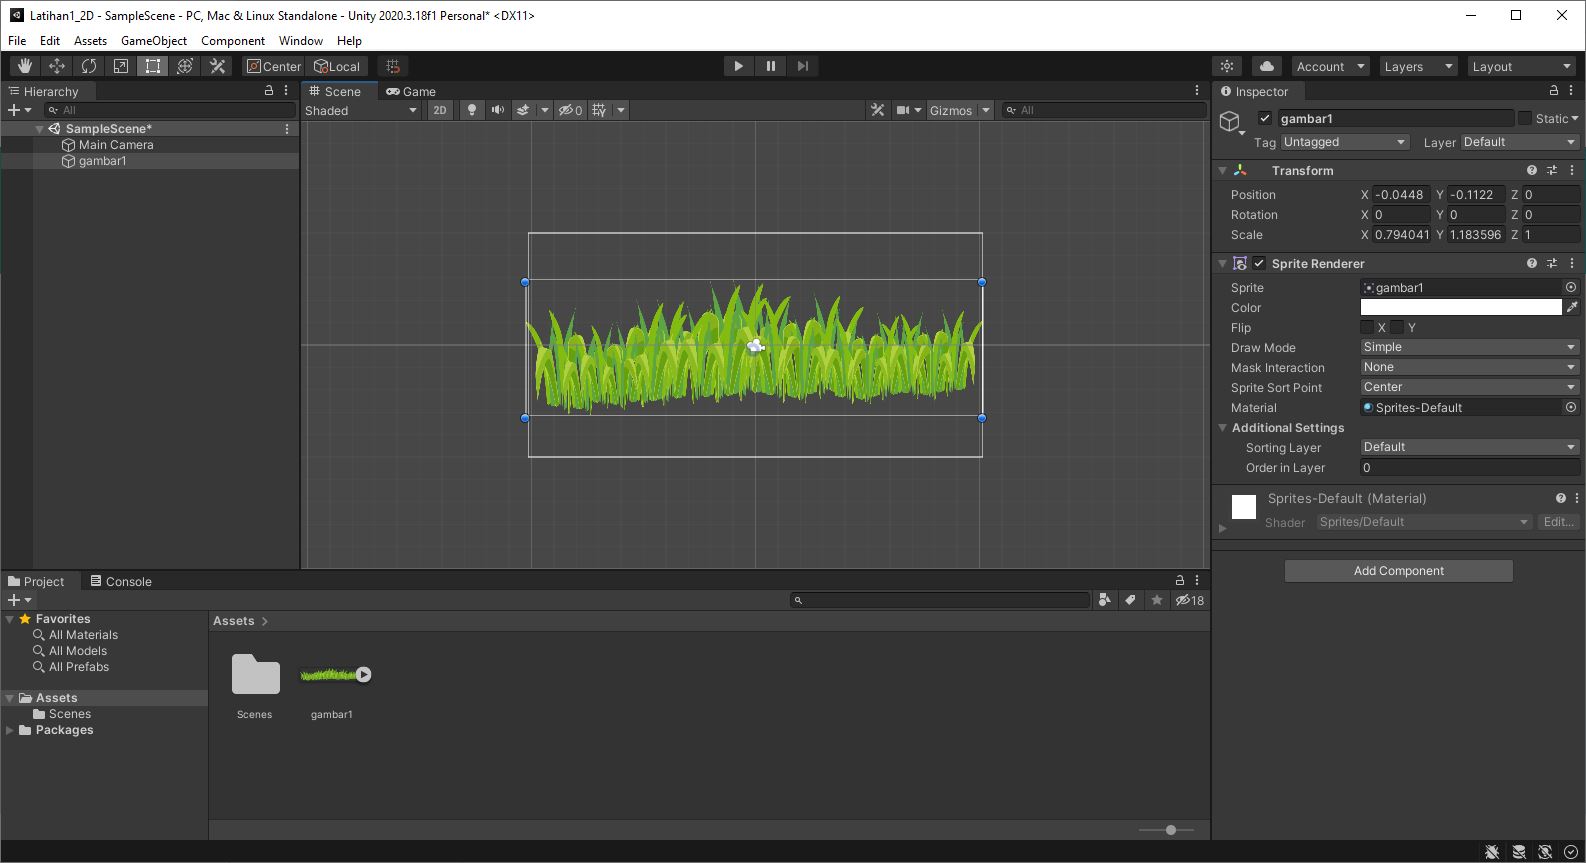 Latihan1_2D - SampleScene - PC, Mac & Linux Standalone - Unity 2020.3.18f1 Personal* <DX11>
File Edit Assets GameObject Component Window Help
Center Local Account Layers Layout
Hierarchy
All
SampleScene*
Main Camera
gambar1
Scene Game
Shaded 2D 0 Gizmos All
Inspector
gambar1 Static
Tag Untagged Layer Default
Transform
Position X -0.0448 Y -0.1122 Z 0
Rotation X 0 Y 0 Z 0
Scale X 0.794041 Y 1.183596 Z 1
Sprite Renderer
Sprite gambar1
Color
Flip X Y
Draw Mode Simple
Mask Interaction None
Sprite Sort Point Center
Material Sprites-Default
Additional Settings
Sorting Layer Default
Order in Layer 0
Sprites-Default (Material)
Shader Sprites/Default Edit...
Add Component
Project Console
18
Favorites
All Materials
All Models
All Prefabs
Assets
Scenes
Packages
Assets
Scenes gambar1